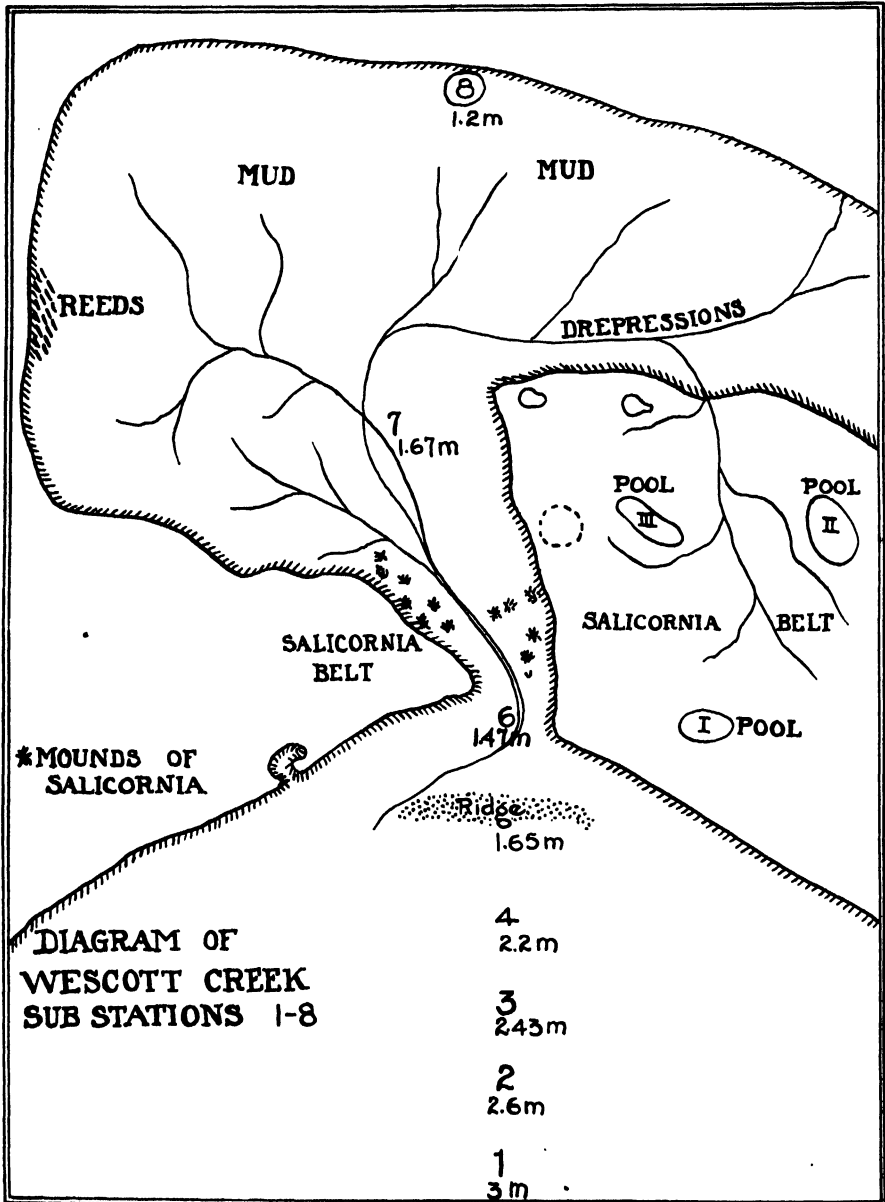 8
1.2m
MUD
MUD
REEDS
DREPRESSIONS
7
1.67m
POOL
III
POOL
II
SALICORNIA
BELT
SALICORNIA
BELT
6
1.47m
I POOL
*MOUNDS OF
SALICORNIA
Ridge
1.65m
4
2.2m
DIAGRAM OF
WESCOTT CREEK
SUB STATIONS 1-8
3
2.43m
2
2.6m
1
3m